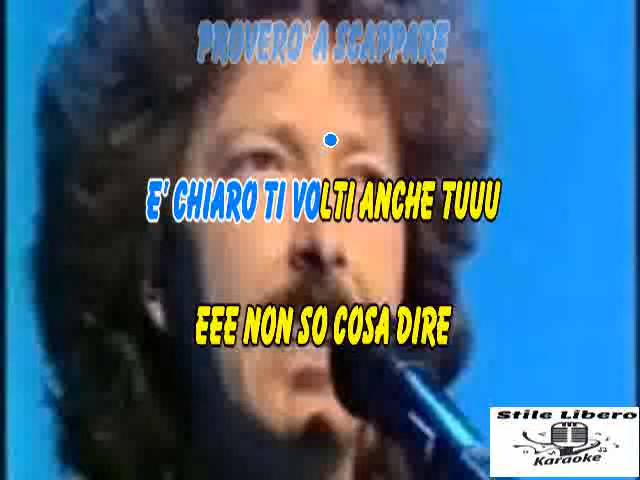 PROVERO' A SCAPPARE
E' CHIARO TI VOLTI ANCHE TUUU
EEE NON SO COSA DIRE
Stile Libero
Karaoke